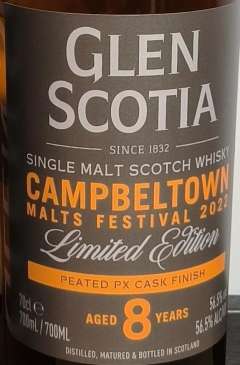 GLEN
SCOTIA
SINCE 1832
SINGLE MALT SCOTCH WHISKY
CAMPBELTOWN
MALTS FESTIVAL 2022
Limited Edition
PEATED PX CASK FINISH
70cl e
700ml/700ML
AGED 8 YEARS
56.5%
56.5% ALC
DISTILLED, MATURED & BOTTLED IN SCOTLAND